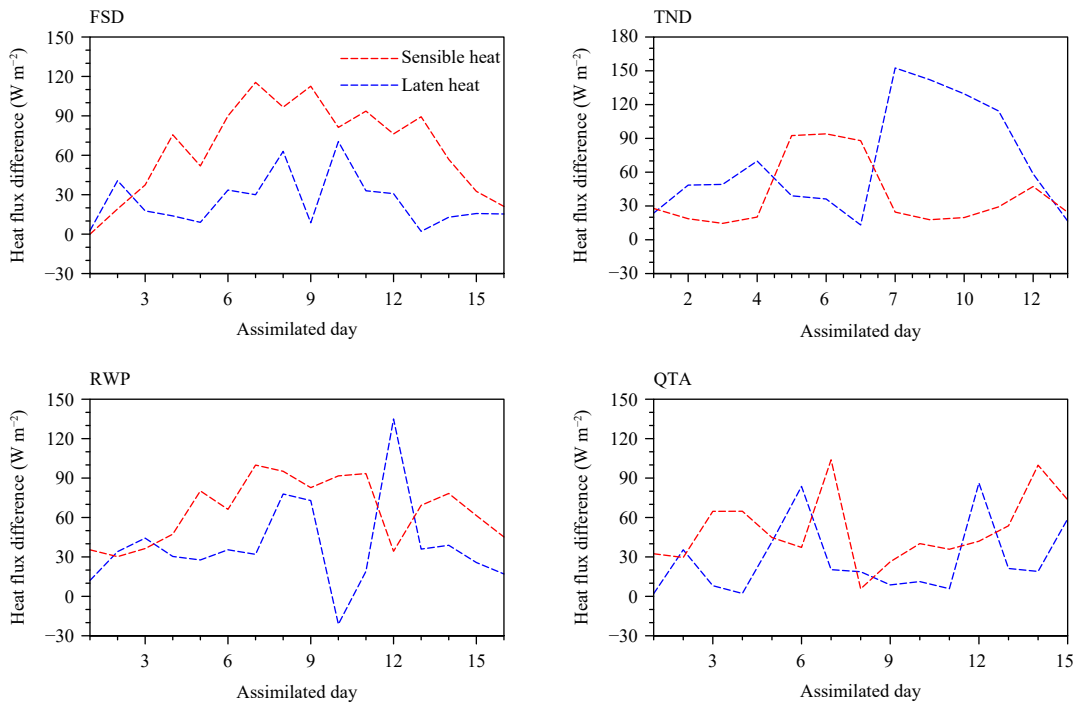 FSD
150
120
90
60
30
0
−30
Heat flux difference (W m⁻²)
Sensible heat
Laten heat
3 6 9 12 15
Assimilated day
TND
180
150
120
90
60
30
0
−30
Heat flux difference (W m⁻²)
2 4 6 7 10 12
Assimilated day
RWP
150
120
90
60
30
0
−30
Heat flux difference (W m⁻²)
3 6 9 12 15
Assimilated day
QTA
150
120
90
60
30
0
−30
Heat flux difference (W m⁻²)
3 6 9 12 15
Assimilated day